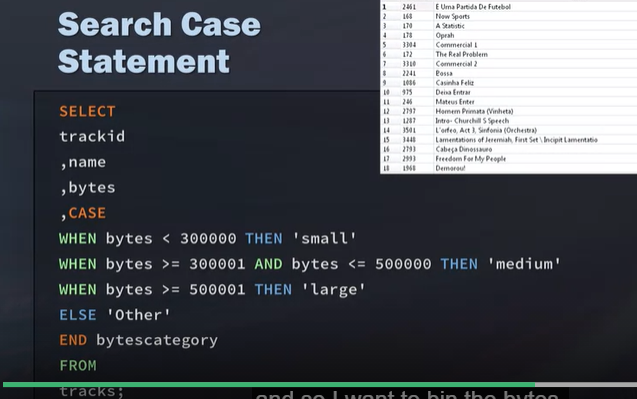 Search Case
Statement
1 2461 É Uma Partida De Futebol
2 168 Now Sports
3 170 A Statistic
4 178 Oprah
5 3304 Commercial 1
6 172 The Real Problem
7 3310 Commercial 2
8 2241 Bossa
9 1086 Casinha Feliz
10 975 Deixa Entrar
11 246 Mateus Enter
12 2797 Homem Primata (Vinheta)
13 1287 Intro- Churchill S Speech
14 3501 L'orfeo, Act 3, Sinfonia (Orchestra)
15 3448 Lamentations of Jeremiah, First Set \ Incipit Lamentatio
16 2793 Cabeça Dinossauro
17 2993 Freedom For My People
18 1968 Demorou!
SELECT
trackid
,name
,bytes
,CASE
WHEN bytes < 300000 THEN 'small'
WHEN bytes >= 300001 AND bytes <= 500000 THEN 'medium'
WHEN bytes >= 500001 THEN 'large'
ELSE 'Other'
END bytescategory
FROM
tracks;
and so I want to bin the bytes